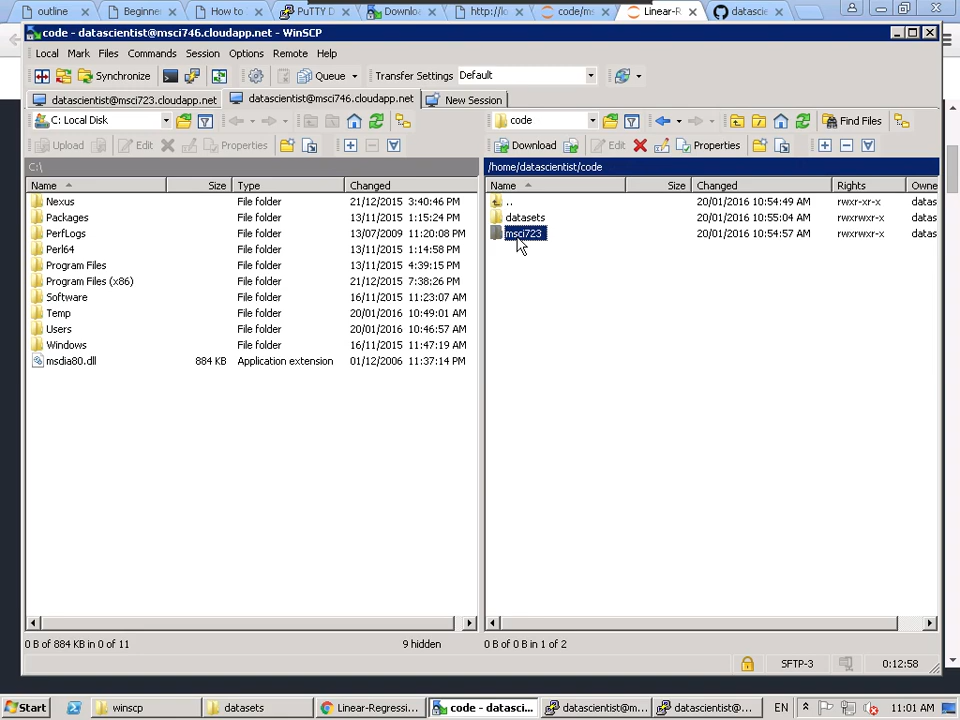 outline
Beginner
How to
PuTTY D
Downlo
http://lo
code/ms
Linear-R
datascie
code - datascientist@msci746.cloudapp.net - WinSCP
Local Mark Files Commands Session Options Remote Help
Synchronize Queue Transfer Settings Default
datascientist@msci723.cloudapp.net datascientist@msci746.cloudapp.net New Session
C: Local Disk code Find Files
Upload Edit Properties Download Edit Properties
C:\ /home/datascientist/code
Name Size Type Changed Name Size Changed Rights Owne
Nexus File folder 21/12/2015 3:40:46 PM .. 20/01/2016 10:54:49 AM rwxr-xr-x datas
Packages File folder 13/11/2015 1:15:24 PM datasets 20/01/2016 10:55:04 AM rwxrwxr-x datas
PerfLogs File folder 13/07/2009 11:20:08 PM msci723 20/01/2016 10:54:57 AM rwxrwxr-x datas
Perl64 File folder 13/11/2015 1:14:58 PM
Program Files File folder 13/11/2015 4:39:15 PM
Program Files (x86) File folder 21/12/2015 7:38:26 PM
Software File folder 16/11/2015 11:23:07 AM
Temp File folder 20/01/2016 10:49:01 AM
Users File folder 20/01/2016 10:46:57 AM
Windows File folder 16/11/2015 11:47:19 AM
msdia80.dll 884 KB Application extension 01/12/2006 11:37:14 PM
0 B of 884 KB in 0 of 11 9 hidden 0 B of 0 B in 1 of 2
SFTP-3 0:12:58
Start winscp datasets Linear-Regressi... code - datasci... datascientist@m... datascientist@... EN 11:01 AM